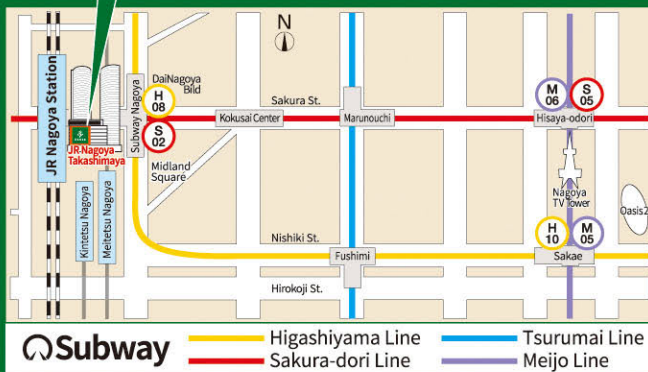 N
DaiNagoya
Bild
H
08
S
02
Subway Nagoya
JR Nagoya Station
JR Nagoya
Takashimaya
Kintetsu Nagoya
Meitetsu Nagoya
Midland
Square
Sakura St.
Kokusai Center
Marunouchi
M
06
S
05
Hisaya-odori
Nagoya
TV Tower
Oasis2
Nishiki St.
Fushimi
H
10
M
05
Sakae
Hirokoji St.
Subway
Higashiyama Line
Sakura-dori Line
Tsurumai Line
Meijo Line